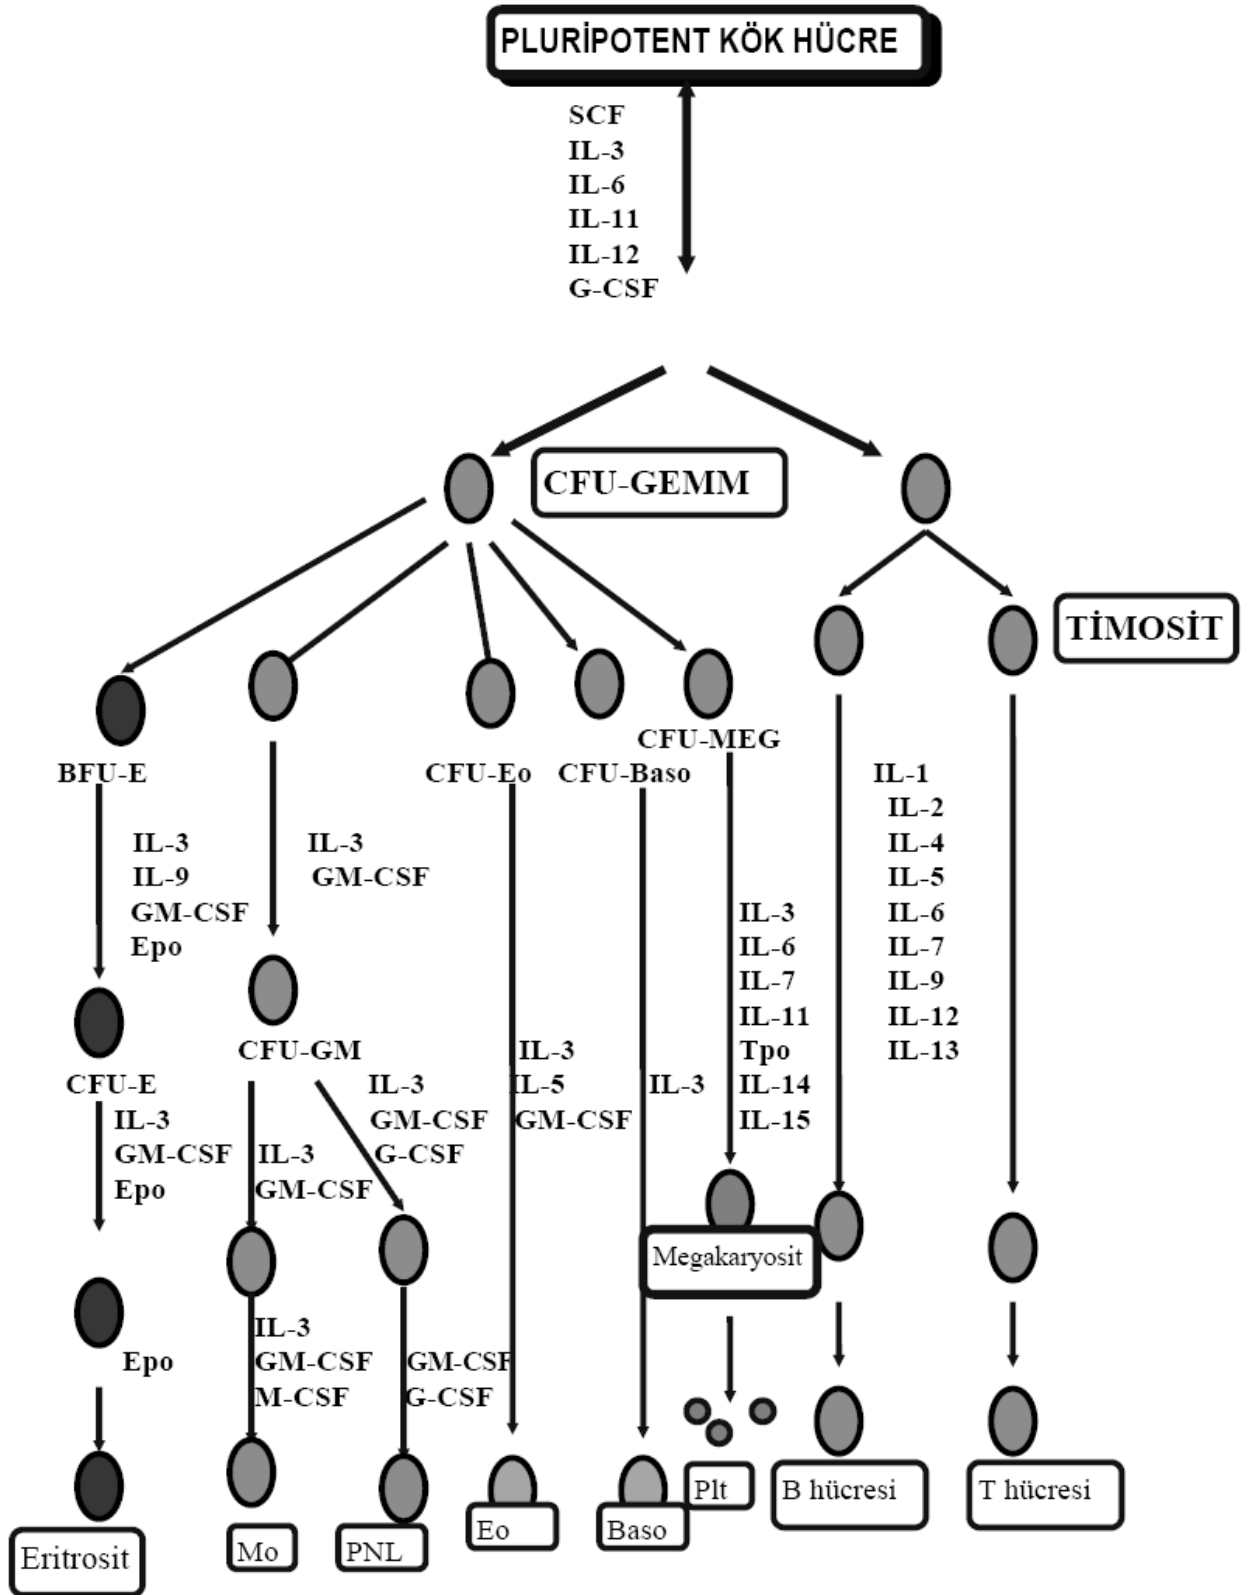 PLURİPOTENT KÖK HÜCRE
SCF
IL-3
IL-6
IL-11
IL-12
G-CSF
CFU-GEMM
TİMOSİT
BFU-E
CFU-Eo
CFU-Baso
CFU-MEG
IL-3
IL-9
GM-CSF
Epo
IL-3
GM-CSF
IL-3
IL-6
IL-7
IL-11
Tpo
IL-14
IL-15
IL-1
IL-2
IL-4
IL-5
IL-6
IL-7
IL-9
IL-12
IL-13
CFU-E
CFU-GM
IL-3
GM-CSF
Epo
IL-3
GM-CSF
IL-3
GM-CSF
G-CSF
IL-3
IL-5
GM-CSF
IL-3
Megakaryosit
Epo
IL-3
GM-CSF
M-CSF
GM-CSF
G-CSF
Eritrosit
Mo
PNL
Eo
Baso
Plt
B hücresi
T hücresi